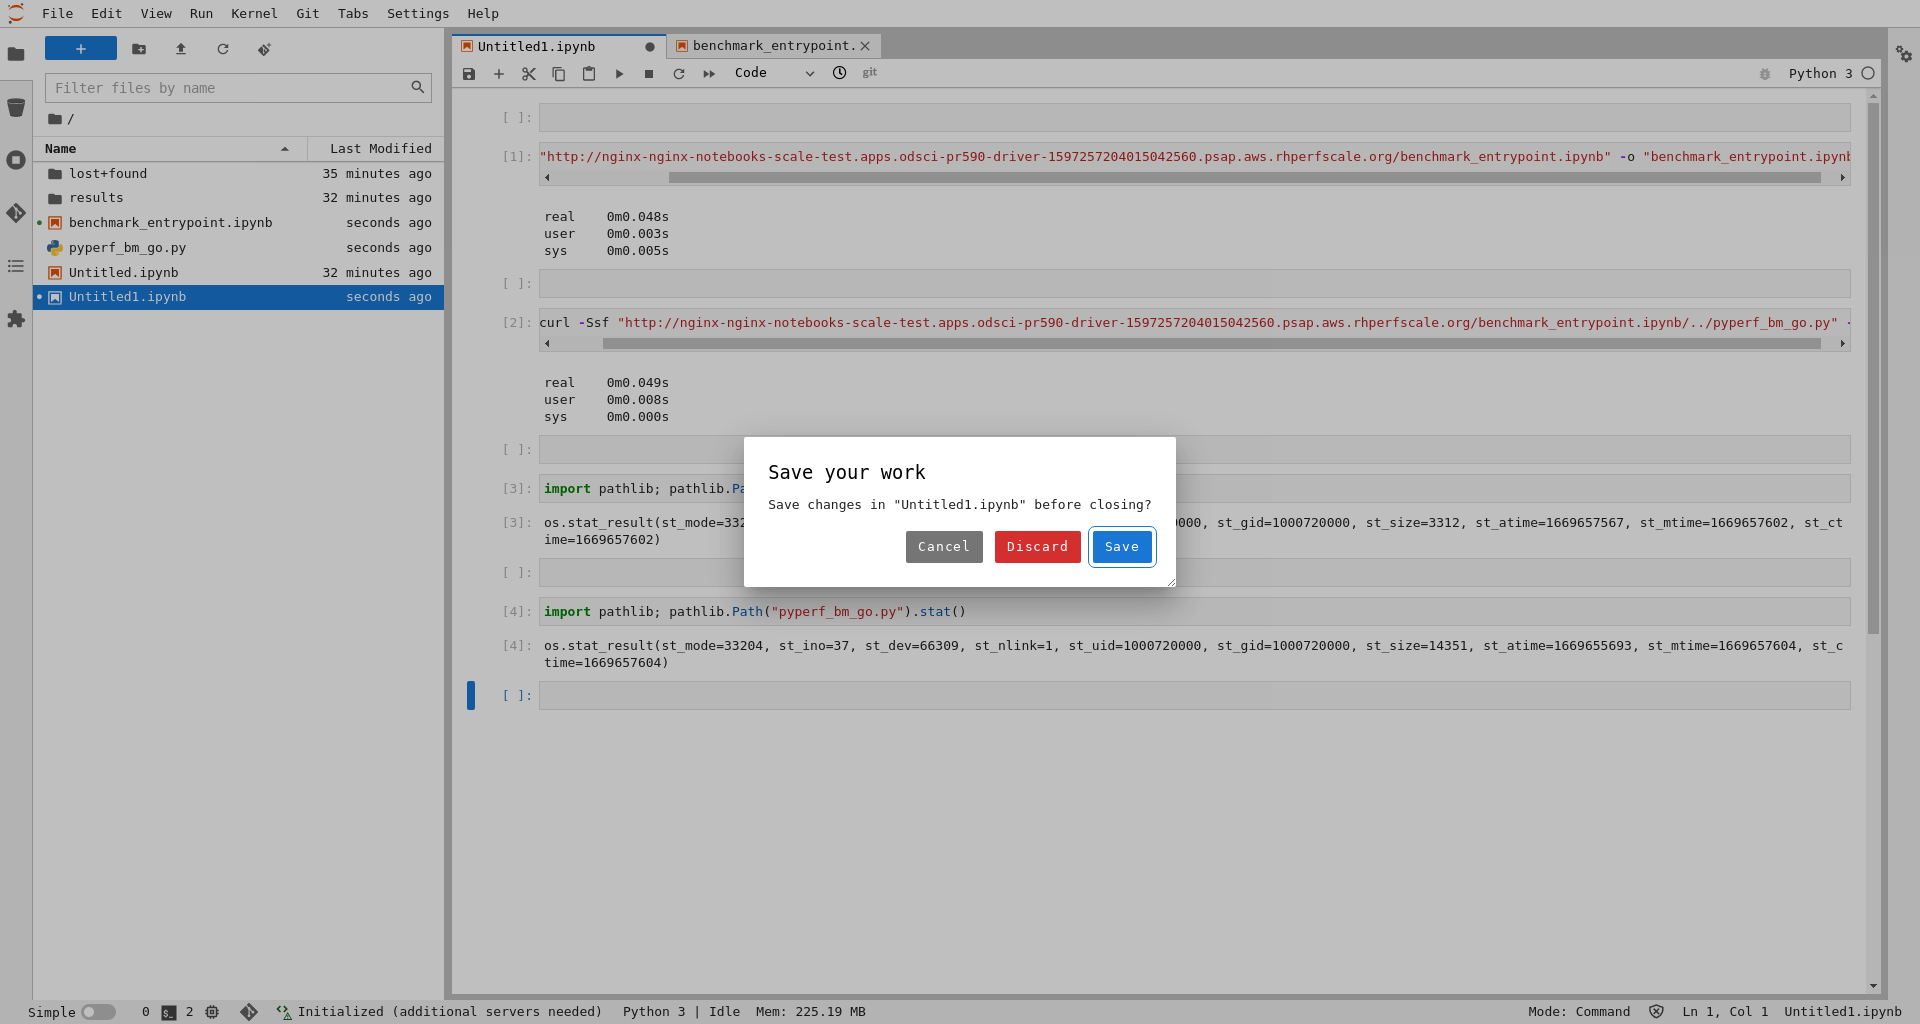 File Edit View Run Kernel Git Tabs Settings Help
Filter files by name
/
Name Last Modified
lost+found 35 minutes ago
results 32 minutes ago
benchmark_entrypoint.ipynb seconds ago
pyperf_bm_go.py seconds ago
Untitled.ipynb 32 minutes ago
Untitled1.ipynb seconds ago
Untitled1.ipynb benchmark_entrypoint.
Code git Python 3
[ ]:
[1]: "http://nginx-nginx-notebooks-scale-test.apps.odsci-pr590-driver-1597257204015042560.psap.aws.rhperfscale.org/benchmark_entrypoint.ipynb" -o "benchmark_entrypoint.ipynb
real 0m0.048s
user 0m0.003s
sys 0m0.005s
[ ]:
[2]: curl -Ssf "http://nginx-nginx-notebooks-scale-test.apps.odsci-pr590-driver-1597257204015042560.psap.aws.rhperfscale.org/benchmark_entrypoint.ipynb/../pyperf_bm_go.py" -
real 0m0.049s
user 0m0.008s
sys 0m0.000s
[ ]:
[3]: import pathlib; pathlib.Pa
[3]: os.stat_result(st_mode=332 000, st_gid=1000720000, st_size=3312, st_atime=1669657567, st_mtime=1669657602, st_ct
ime=1669657602)
[ ]:
[4]: import pathlib; pathlib.Path("pyperf_bm_go.py").stat()
[4]: os.stat_result(st_mode=33204, st_ino=37, st_dev=66309, st_nlink=1, st_uid=1000720000, st_gid=1000720000, st_size=14351, st_atime=1669655693, st_mtime=1669657604, st_c
time=1669657604)
[ ]:
Save your work
Save changes in "Untitled1.ipynb" before closing?
Cancel Discard Save
Simple 0 $_ 2 Initialized (additional servers needed) Python 3 | Idle Mem: 225.19 MB Mode: Command Ln 1, Col 1 Untitled1.ipynb